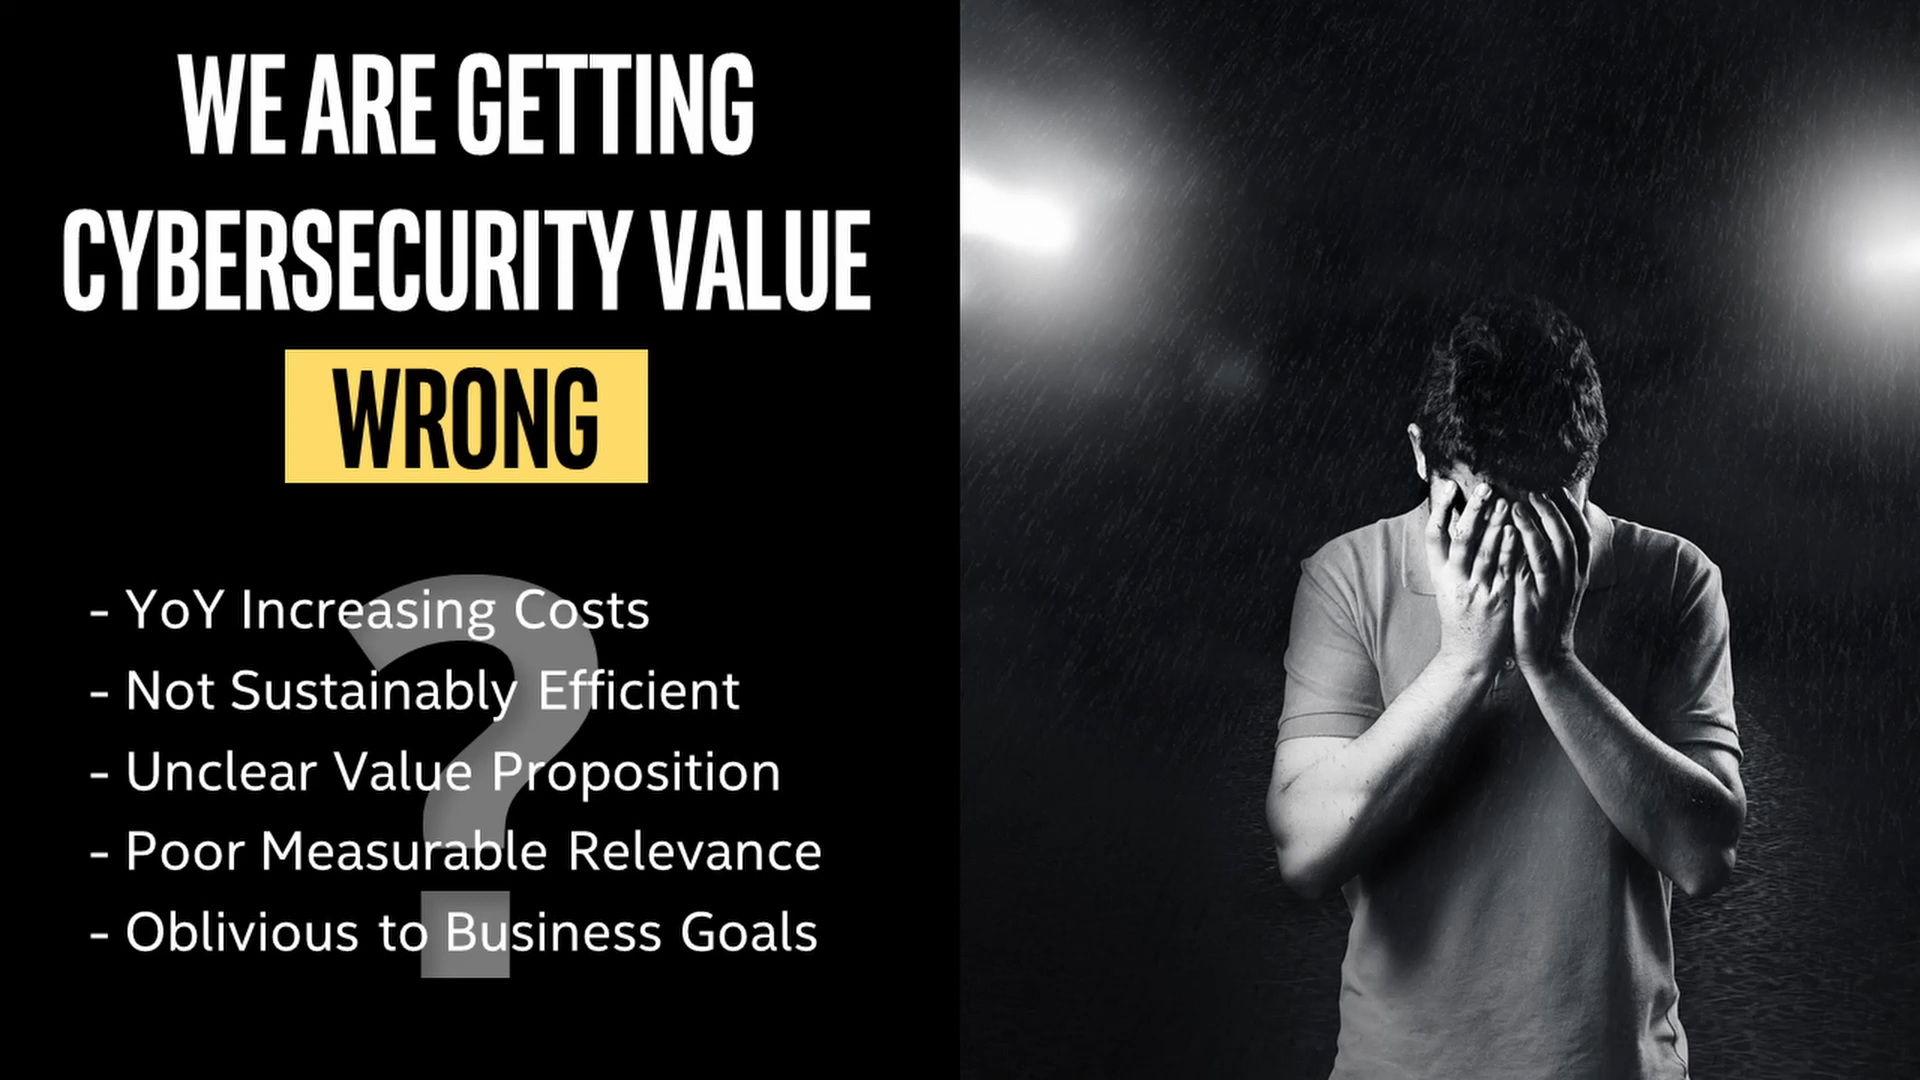 WE ARE GETTING
CYBERSECURITY VALUE
WRONG
?
- YoY Increasing Costs
- Not Sustainably Efficient
- Unclear Value Proposition
- Poor Measurable Relevance
- Oblivious to Business Goals